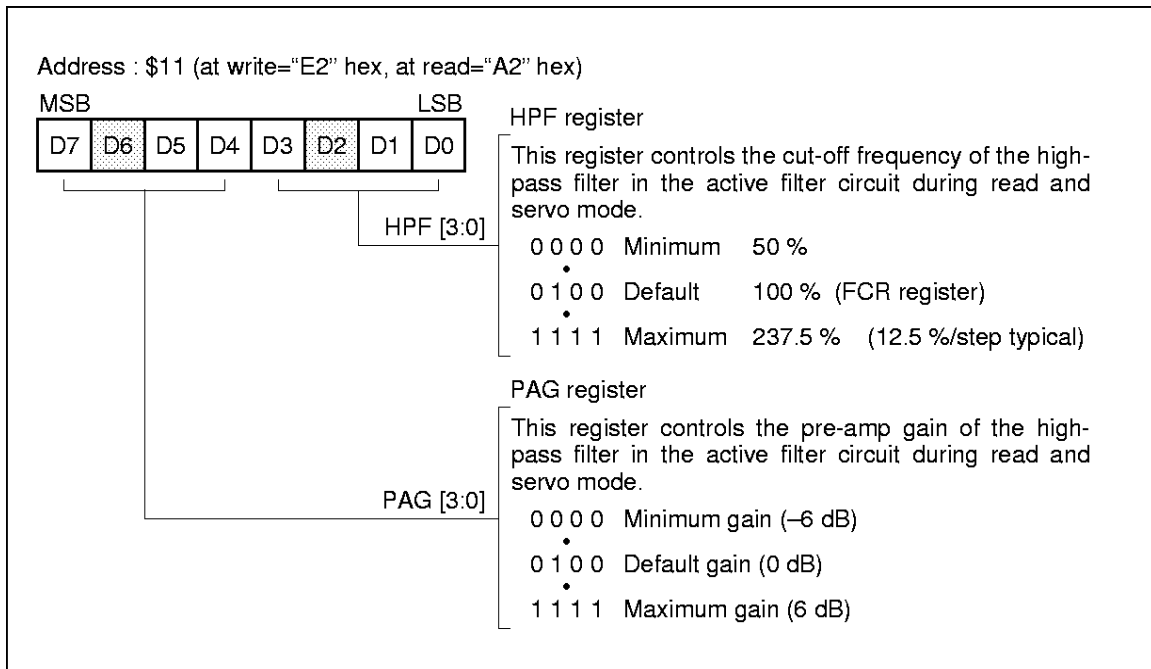 Address : $11 (at write=“E2” hex, at read=“A2” hex)
MSB LSB
D7 D6 D5 D4 D3 D2 D1 D0
HPF [3:0]
HPF register
This register controls the cut-off frequency of the high-
pass filter in the active filter circuit during read and
servo mode.
0 0 0 0 Minimum 50 %
0 1 0 0 Default 100 % (FCR register)
1 1 1 1 Maximum 237.5 % (12.5 %/step typical)
PAG [3:0]
PAG register
This register controls the pre-amp gain of the high-
pass filter in the active filter circuit during read and
servo mode.
0 0 0 0 Minimum gain (–6 dB)
0 1 0 0 Default gain (0 dB)
1 1 1 1 Maximum gain (6 dB)